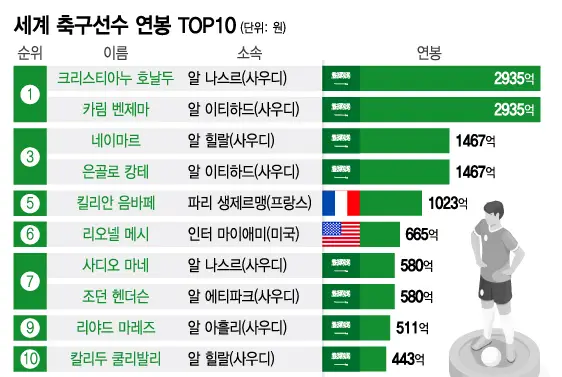 세계 축구선수 연봉 TOP10 (단위: 원)
순위 이름 소속 연봉
1 크리스티아누 호날두 알 나스르(사우디) 2935억
카림 벤제마 알 이티하드(사우디) 2935억
3 네이마르 알 힐랄(사우디) 1467억
은골로 캉테 알 이티하드(사우디) 1467억
5 킬리안 음바페 파리 생제르맹(프랑스) 1023억
6 리오넬 메시 인터 마이애미(미국) 665억
7 사디오 마네 알 나스르(사우디) 580억
조던 헨더슨 알 에티파크(사우디) 580억
9 리야드 마레즈 알 아흘리(사우디) 511억
10 칼리두 쿨리발리 알 힐랄(사우디) 443억